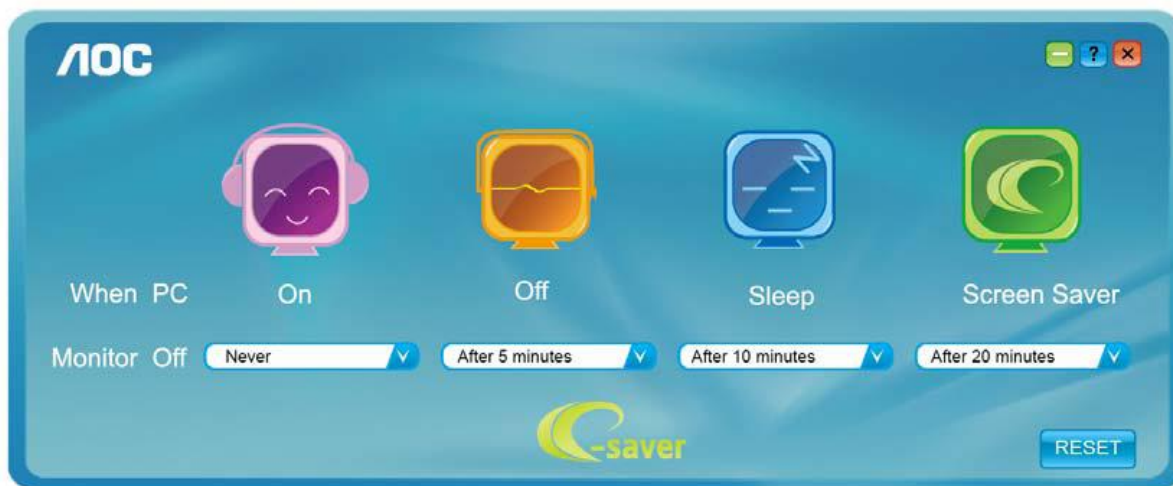 AOC
?
When PC On Off Sleep Screen Saver
Monitor Off Never After 5 minutes After 10 minutes After 20 minutes
e-saver
RESET